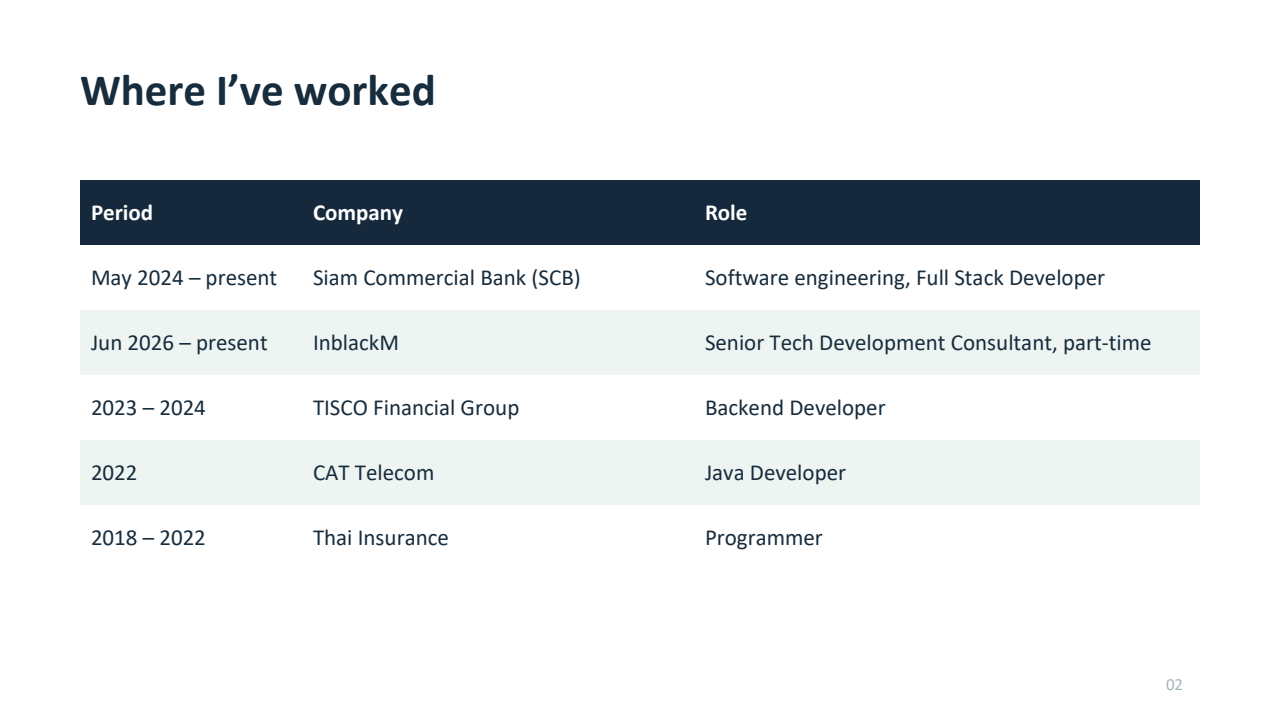 Where I’ve worked
Period Company Role
May 2024 – present Siam Commercial Bank (SCB) Software engineering, Full Stack Developer
Jun 2026 – present InblackM Senior Tech Development Consultant, part-time
2023 – 2024 TISCO Financial Group Backend Developer
2022 CAT Telecom Java Developer
2018 – 2022 Thai Insurance Programmer
02